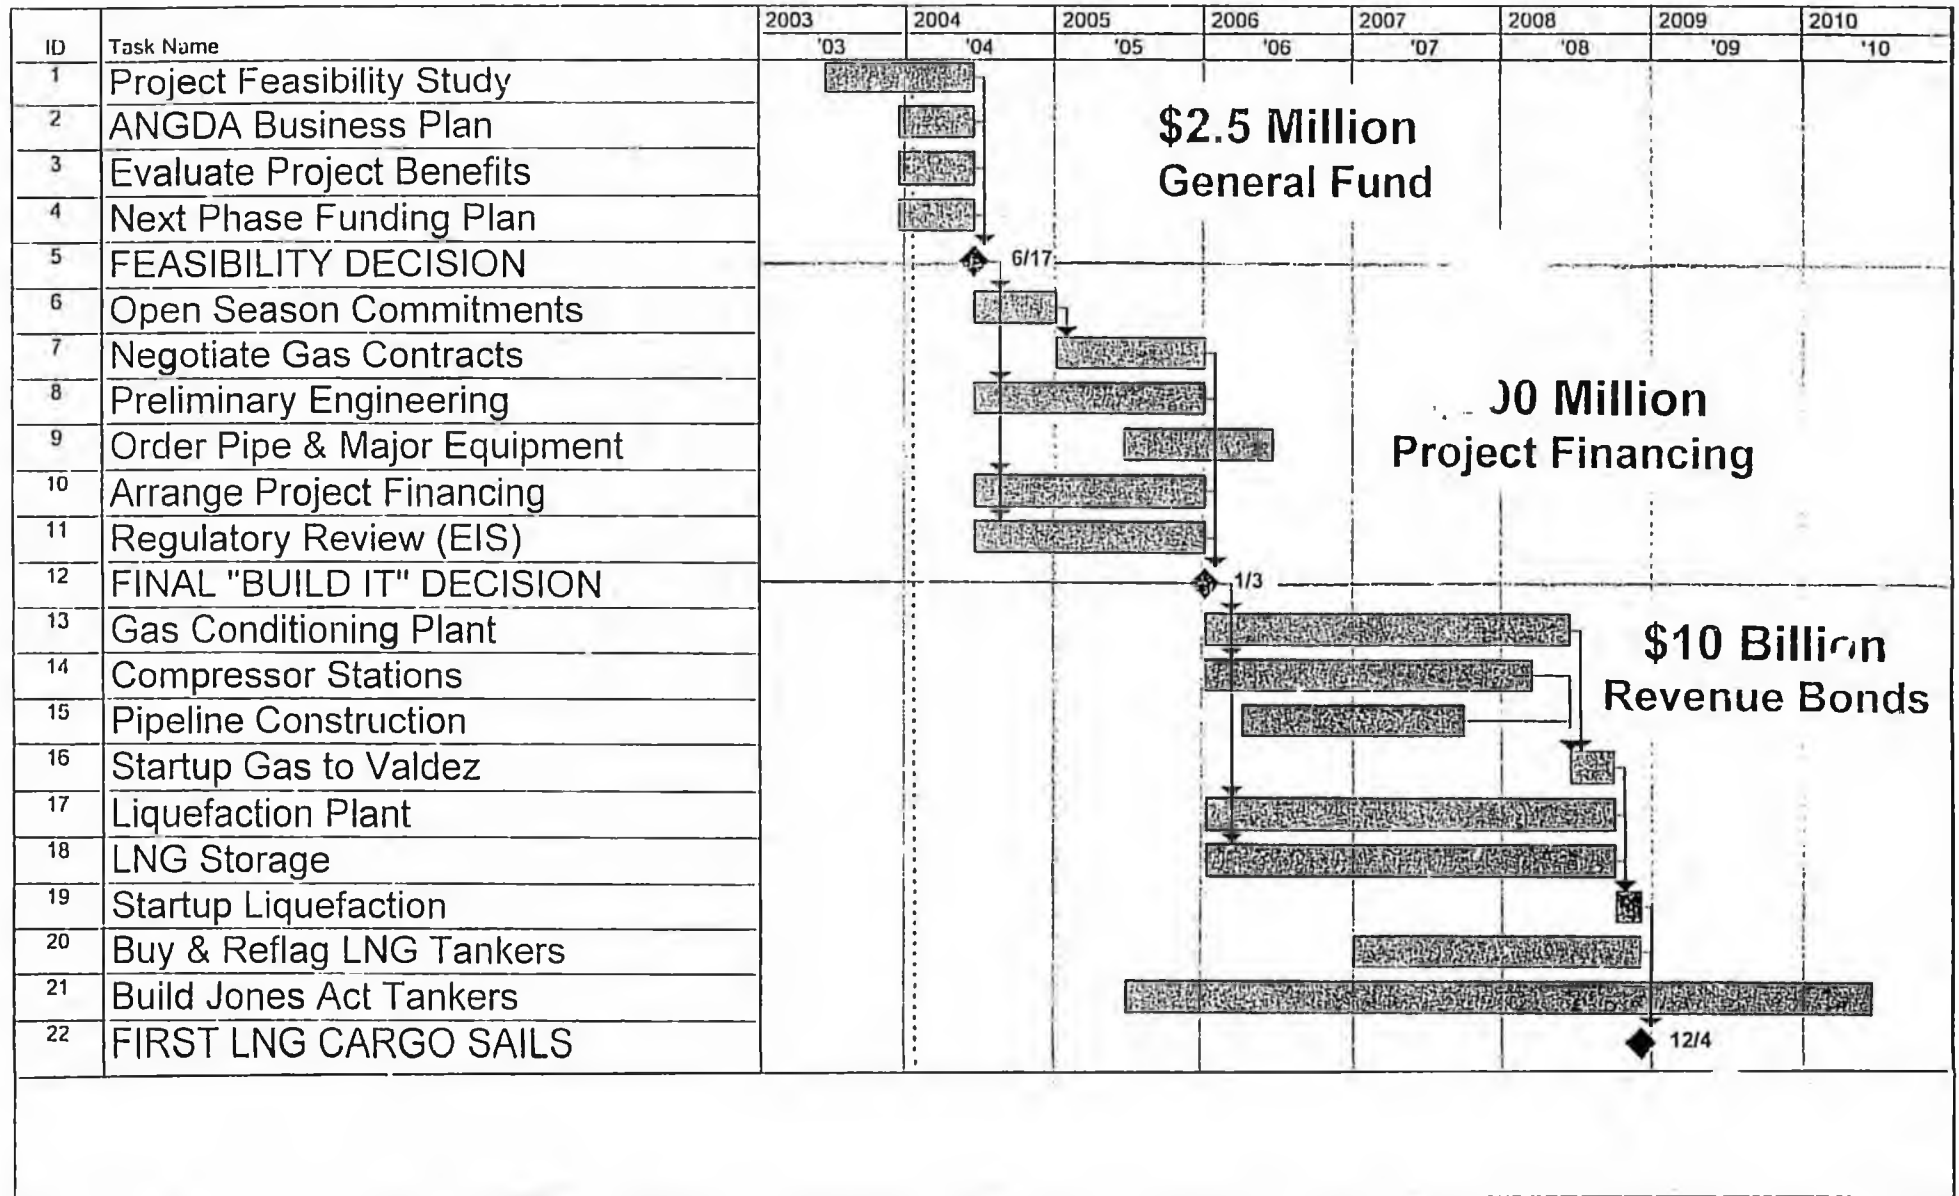 2003 2004 2005 2006 2007 2008 2009 2010
ID Task Name '03 '04 '05 '06 '07 '08 '09 '10
1 Project Feasibility Study
2 ANGDA Business Plan
3 Evaluate Project Benefits
4 Next Phase Funding Plan
5 FEASIBILITY DECISION 6/17
6 Open Season Commitments
7 Negotiate Gas Contracts
8 Preliminary Engineering
9 Order Pipe & Major Equipment
10 Arrange Project Financing
11 Regulatory Review (EIS)
12 FINAL "BUILD IT" DECISION 1/3
13 Gas Conditioning Plant
14 Compressor Stations
15 Pipeline Construction
16 Startup Gas to Valdez
17 Liquefaction Plant
18 LNG Storage
19 Startup Liquefaction
20 Buy & Reflag LNG Tankers
21 Build Jones Act Tankers
22 FIRST LNG CARGO SAILS 12/4
$2.5 Million
General Fund
Million
Project Financing
$10 Billion
Revenue Bonds